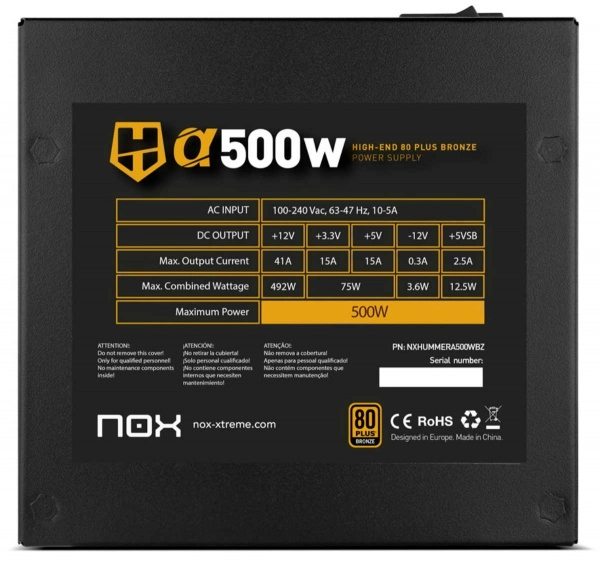 α500W
HIGH-END 80 PLUS BRONZE
POWER SUPPLY
AC INPUT 100-240 Vac, 63-47 Hz, 10-5A
DC OUTPUT +12V +3.3V +5V -12V +5VSB
Max. Output Current 41A 15A 15A 0.3A 2.5A
Max. Combined Wattage 492W 75W 3.6W 12.5W
Maximum Power 500W
ATTENTION:
Do not remove this cover!
Only for qualified personnel!
No maintenance components
inside!
¡ATENCIÓN:
¡No retirar la cubierta!
¡Solo personal cualificado!
¡No contiene componentes
internos que necesiten
mantenimiento!
ATENÇÃO!
Não remova a cobertura!
Apenas para pessoal qualificado!
Não contém componentes que
necessitem manutenção!
PN: NXHUMMERA500WBZ
Serial number:
nox
nox-xtreme.com
80
PLUS
BRONZE
CE RoHS
Designed in Europe. Made in China.